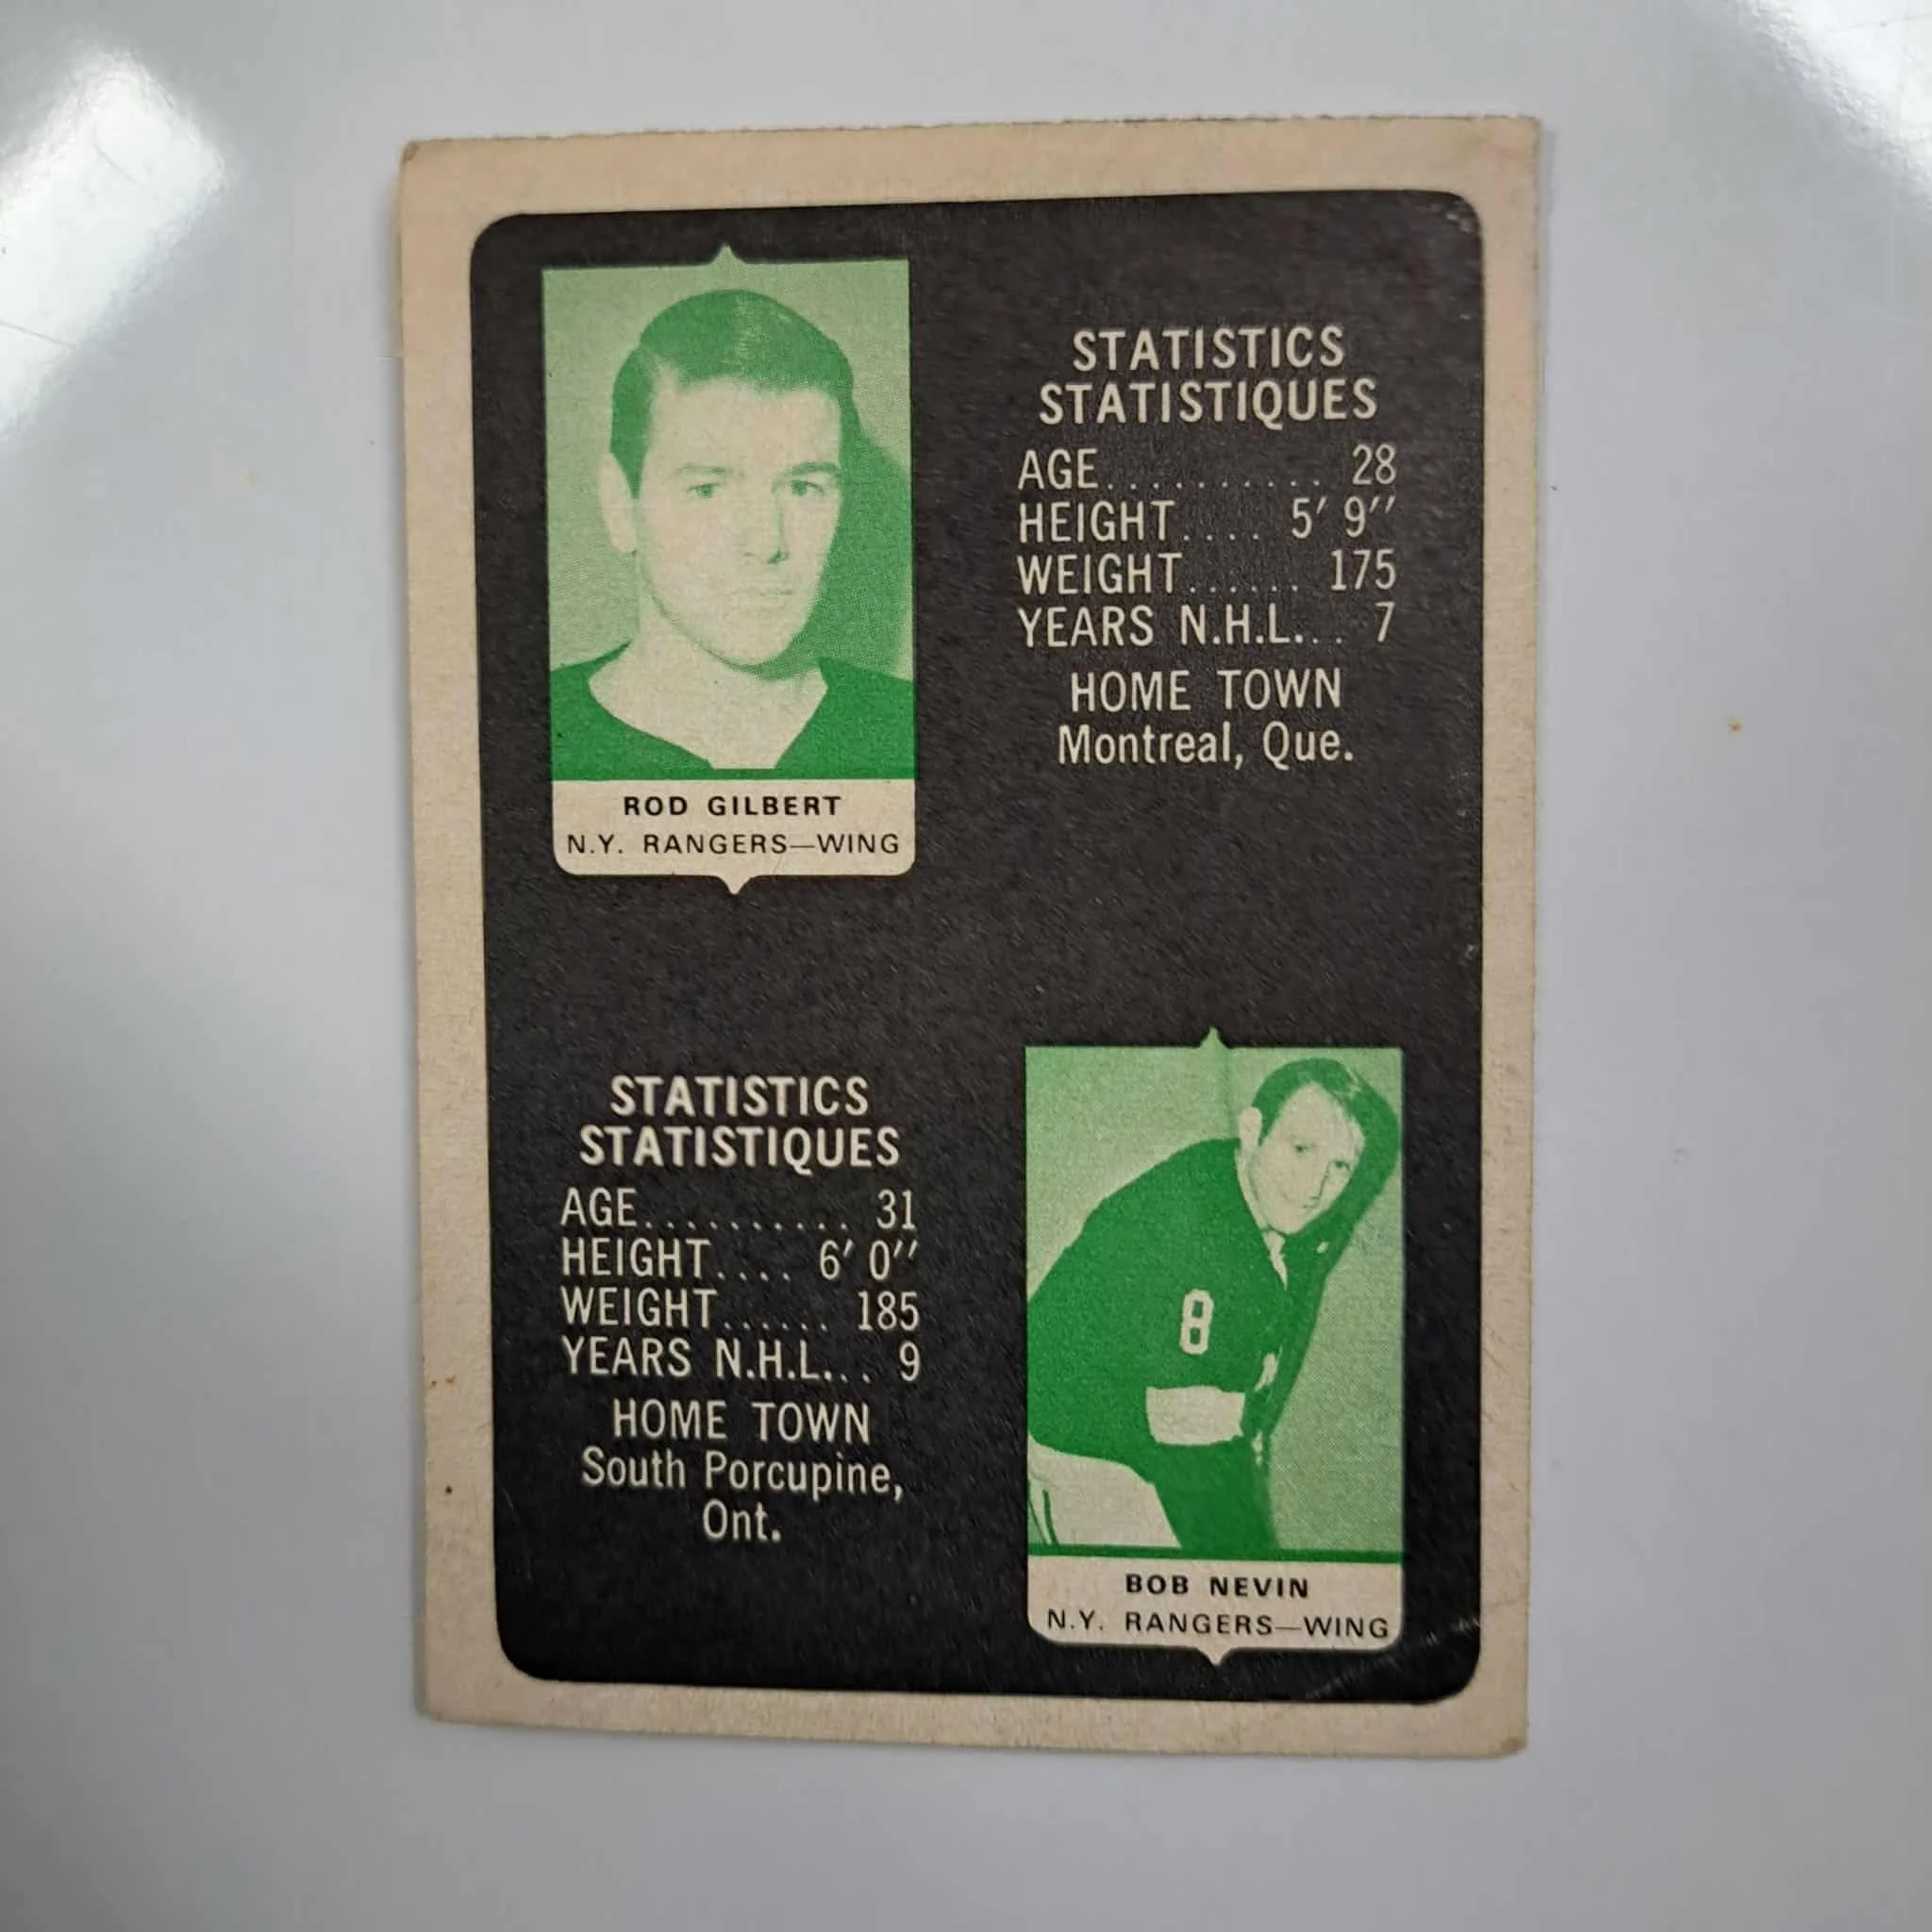 STATISTICS
STATISTIQUES
AGE.......... 28
HEIGHT.... 5′ 9″
WEIGHT...... 175
YEARS N.H.L... 7
HOME TOWN
Montreal, Que.
ROD GILBERT
N.Y. RANGERS—WING
STATISTICS
STATISTIQUES
AGE.......... 31
HEIGHT.... 6′ 0″
WEIGHT...... 185
YEARS N.H.L... 9
HOME TOWN
South Porcupine,
Ont.
8
BOB NEVIN
N.Y. RANGERS—WING